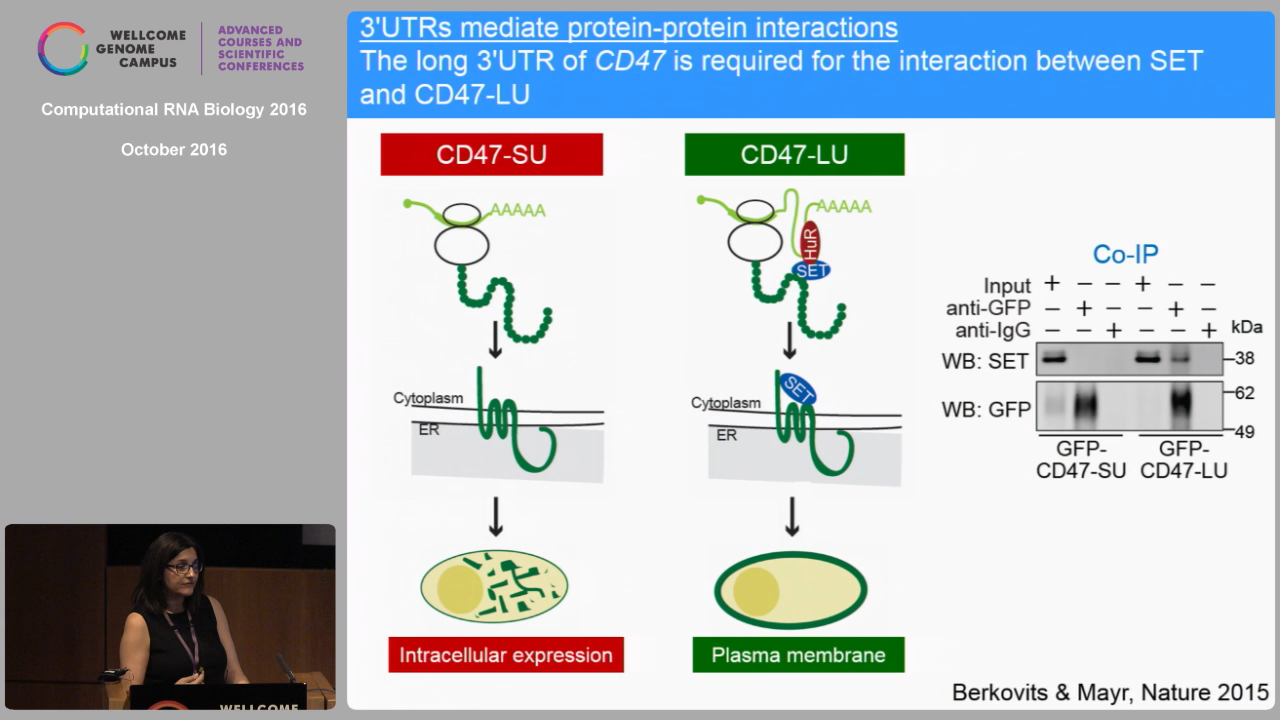 WELLCOME
GENOME
CAMPUS
ADVANCED
COURSES AND
SCIENTIFIC
CONFERENCES
Computational RNA Biology 2016
October 2016
3'UTRs mediate protein-protein interactions
The long 3'UTR of CD47 is required for the interaction between SET
and CD47-LU
CD47-SU
CD47-LU
AAAAA
AAAAA
HuR
SET
Cytoplasm
ER
SET
Cytoplasm
ER
Intracellular expression
Plasma membrane
Co-IP
Input + – – + – –
anti-GFP – + – – + –
anti-IgG – – + – – +
kDa
WB: SET
38
WB: GFP
62
49
GFP-
CD47-SU
GFP-
CD47-LU
Berkovits & Mayr, Nature 2015
WELLCOME